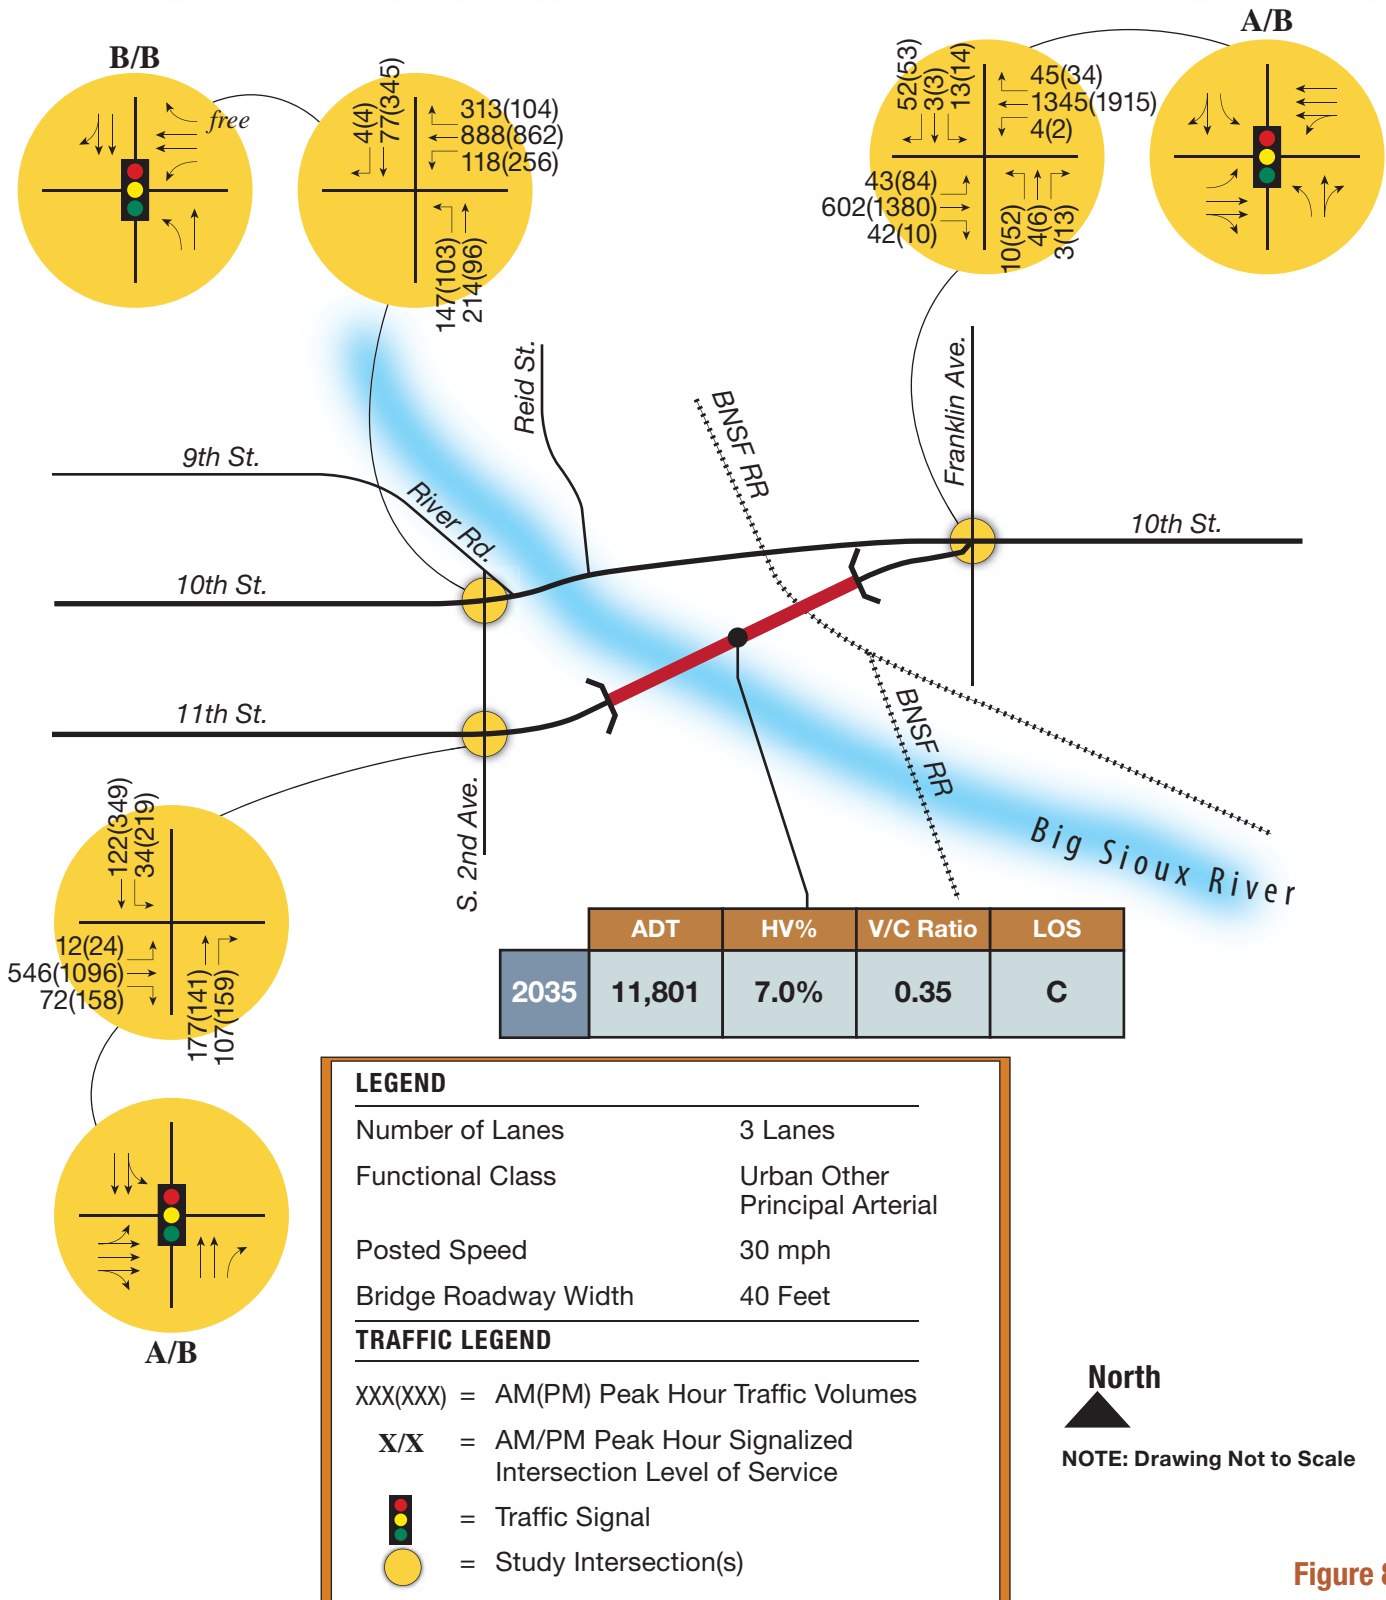 B/B
free
4(4)
77(345)
313(104)
888(862)
118(256)
147(103)
214(96)
A/B
52(53)
3(3)
13(14)
45(34)
1345(1915)
4(2)
43(84)
602(1380)
42(10)
10(52)
4(6)
3(13)
Reid St.
BNSF RR
Franklin Ave.
9th St.
River Rd.
10th St.
10th St.
11th St.
S. 2nd Ave.
BNSF RR
Big Sioux River
122(349)
34(219)
12(24)
546(1096)
72(158)
177(141)
107(159)
A/B
ADT HV% V/C Ratio LOS
2035 11,801 7.0% 0.35 C
LEGEND
Number of Lanes 3 Lanes
Functional Class Urban Other
Principal Arterial
Posted Speed 30 mph
Bridge Roadway Width 40 Feet
TRAFFIC LEGEND
XXX(XXX) = AM(PM) Peak Hour Traffic Volumes
X/X = AM/PM Peak Hour Signalized
Intersection Level of Service
= Traffic Signal
= Study Intersection(s)
North
NOTE: Drawing Not to Scale
Figure 8